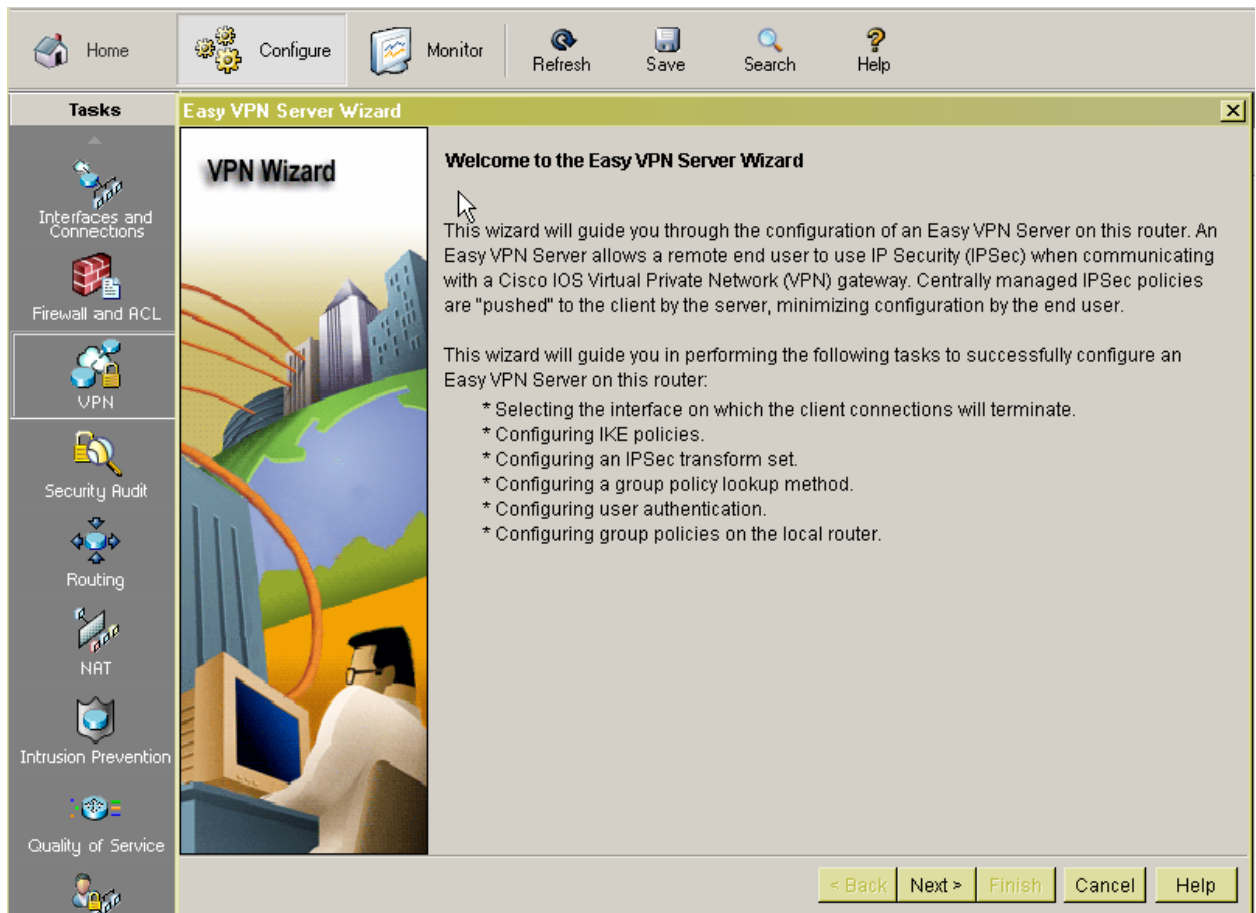 Home
Configure
Monitor
Refresh
Save
Search
Help
Tasks
Easy VPN Server Wizard
Interfaces and
Connections
Firewall and ACL
VPN
Security Audit
Routing
NAT
Intrusion Prevention
Quality of Service
VPN Wizard
Welcome to the Easy VPN Server Wizard
This wizard will guide you through the configuration of an Easy VPN Server on this router. An
Easy VPN Server allows a remote end user to use IP Security (IPSec) when communicating
with a Cisco IOS Virtual Private Network (VPN) gateway. Centrally managed IPSec policies
are "pushed" to the client by the server, minimizing configuration by the end user.
This wizard will guide you in performing the following tasks to successfully configure an
Easy VPN Server on this router:
* Selecting the interface on which the client connections will terminate.
* Configuring IKE policies.
* Configuring an IPSec transform set.
* Configuring a group policy lookup method.
* Configuring user authentication.
* Configuring group policies on the local router.
< Back
Next >
Finish
Cancel
Help